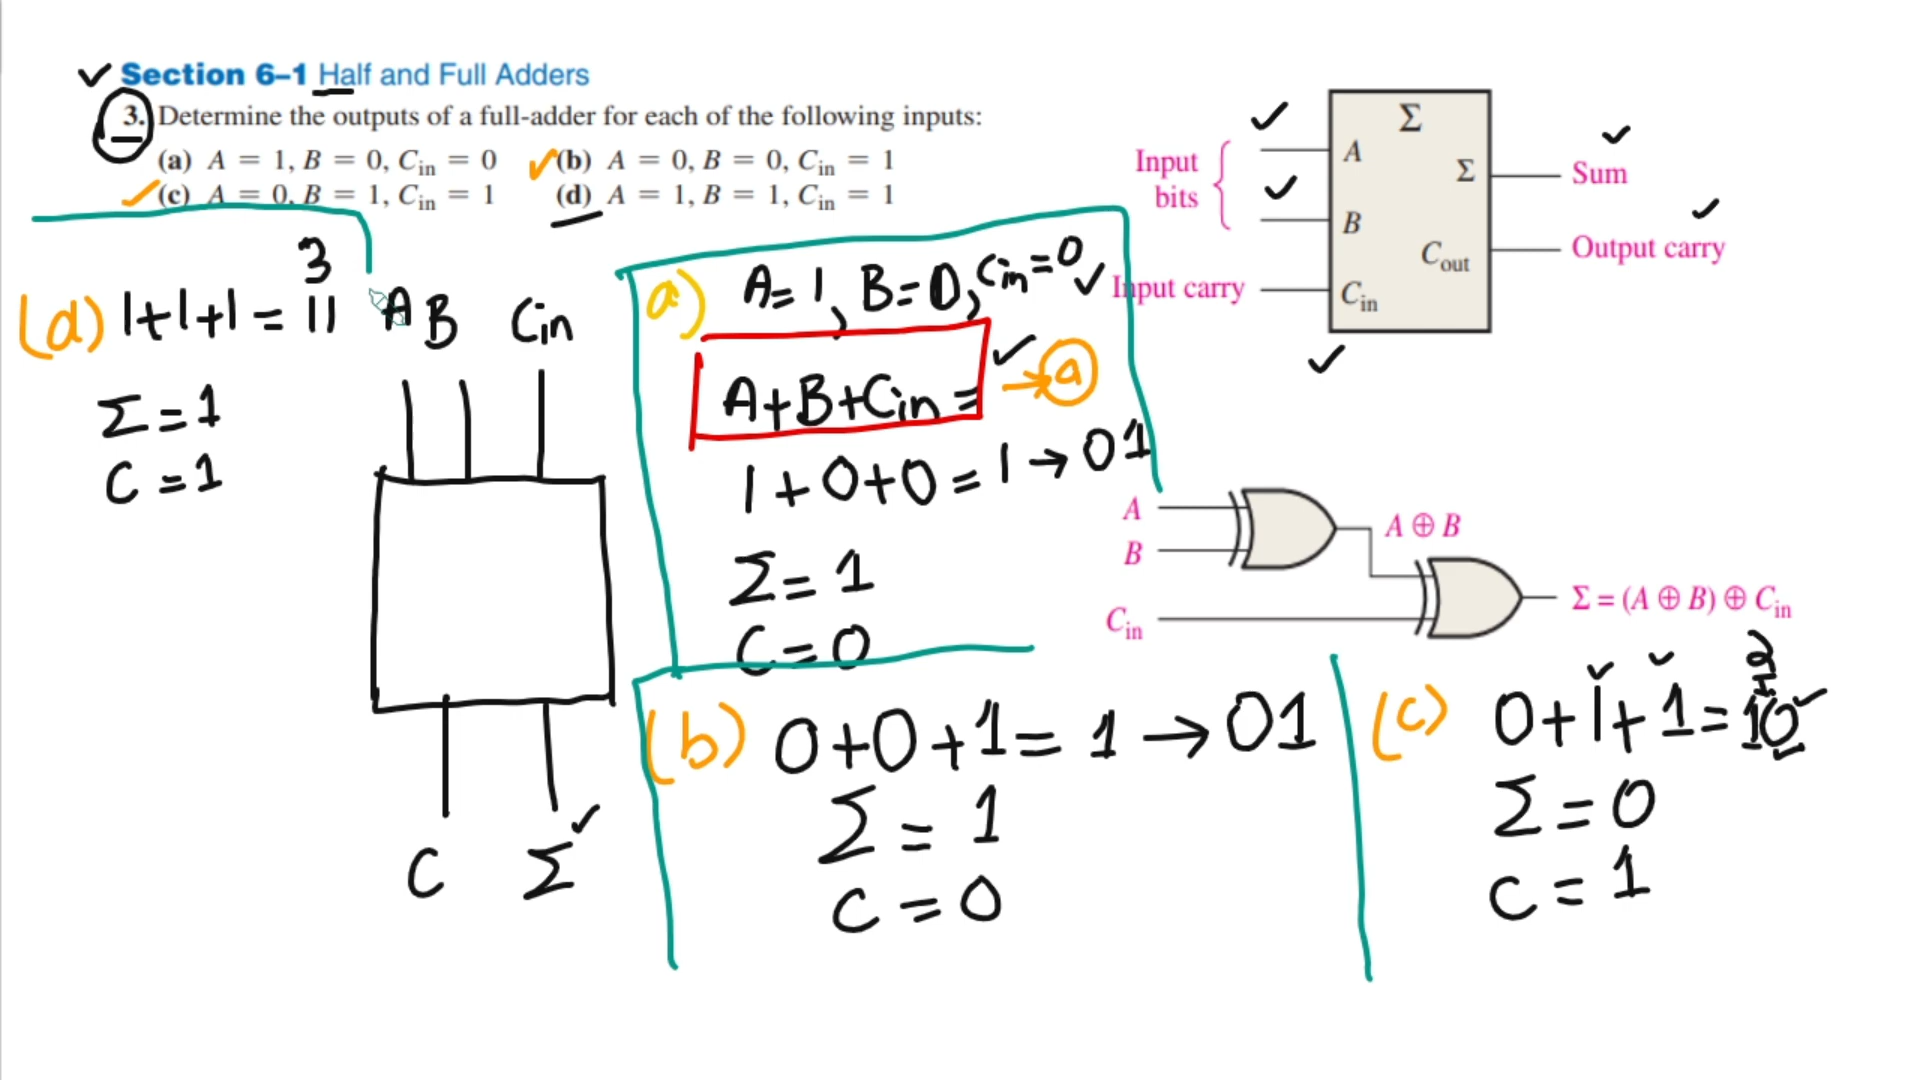 Section 6–1 Half and Full Adders
3. Determine the outputs of a full-adder for each of the following inputs:
(a) A = 1, B = 0, Cin = 0 (b) A = 0, B = 0, Cin = 1
(c) A = 0, B = 1, Cin = 1 (d) A = 1, B = 1, Cin = 1
Σ
Input bits
A
B
Cin
Input carry
Σ
Cout
Sum
Output carry
3
(d) 1+1+1 = 11
Σ = 1
C = 1
A B Cin
C Σ
a) A = 1, B = 0, Cin = 0
A+B+Cin = → a
1+0+0 = 1 → 01
Σ = 1
C = 0
A
B
Cin
A ⊕ B
Σ = (A ⊕ B) ⊕ Cin
(b) 0+0+1 = 1 → 01
Σ = 1
C = 0
2
(c) 0+1+1 = 10
Σ = 0
C = 1